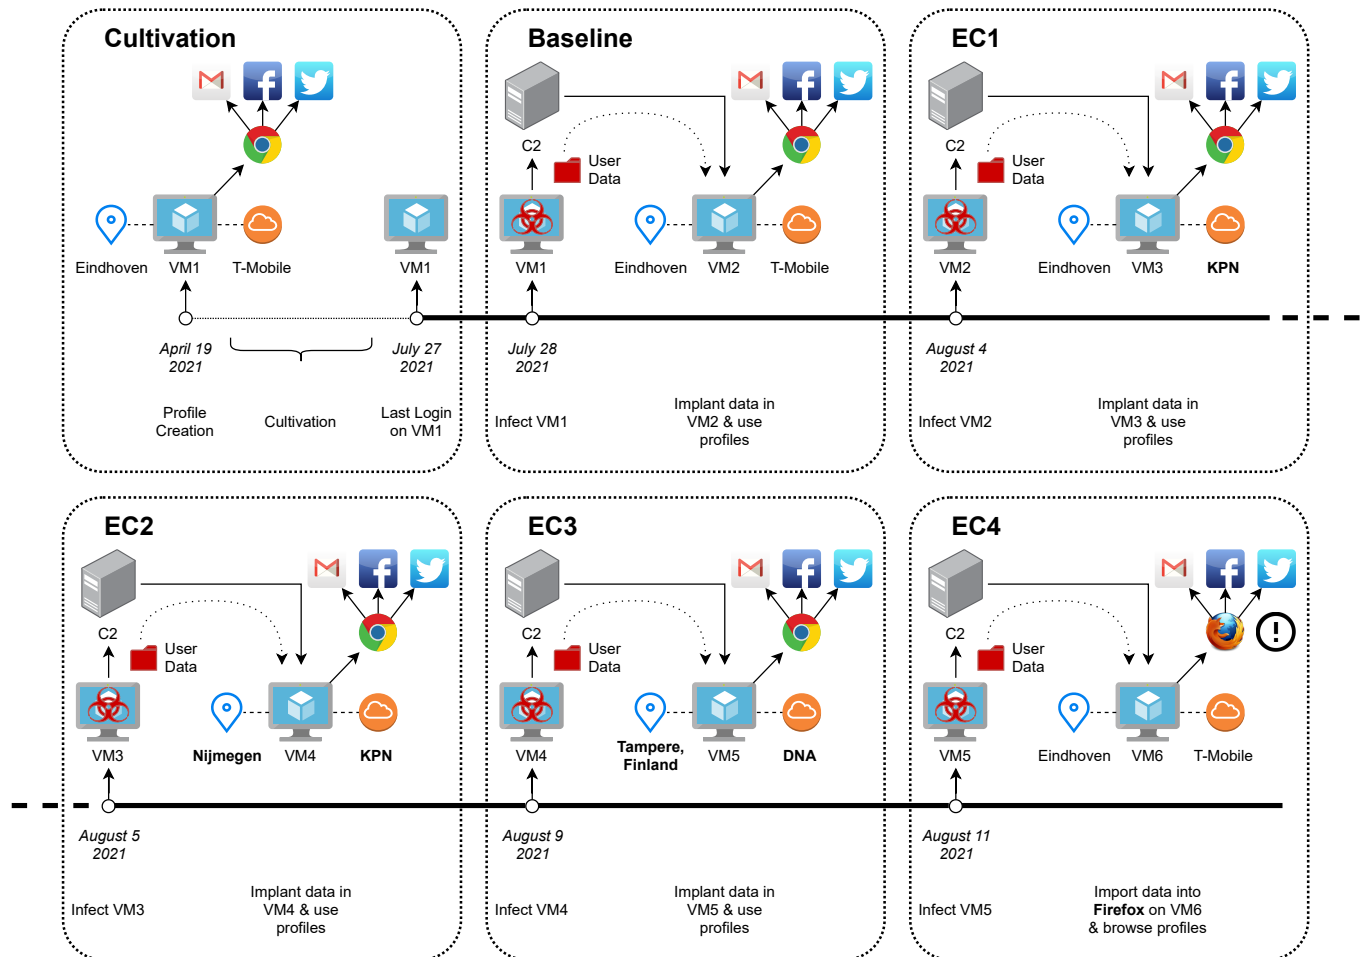 Cultivation
Eindhoven
VM1
T-Mobile
VM1
April 19
2021
July 27
2021
Profile
Creation
Cultivation
Last Login
on VM1
Baseline
C2
User
Data
VM1
Eindhoven
VM2
T-Mobile
July 28
2021
Infect VM1
Implant data in
VM2 & use
profiles
EC1
C2
User
Data
VM2
Eindhoven
VM3
KPN
August 4
2021
Infect VM2
Implant data in
VM3 & use
profiles
EC2
C2
User
Data
VM3
Nijmegen
VM4
KPN
August 5
2021
Infect VM3
Implant data in
VM4 & use
profiles
EC3
C2
User
Data
VM4
Tampere,
Finland
VM5
DNA
August 9
2021
Infect VM4
Implant data in
VM5 & use
profiles
EC4
C2
User
Data
!
VM5
Eindhoven
VM6
T-Mobile
August 11
2021
Infect VM5
Import data into
Firefox on VM6
& browse profiles